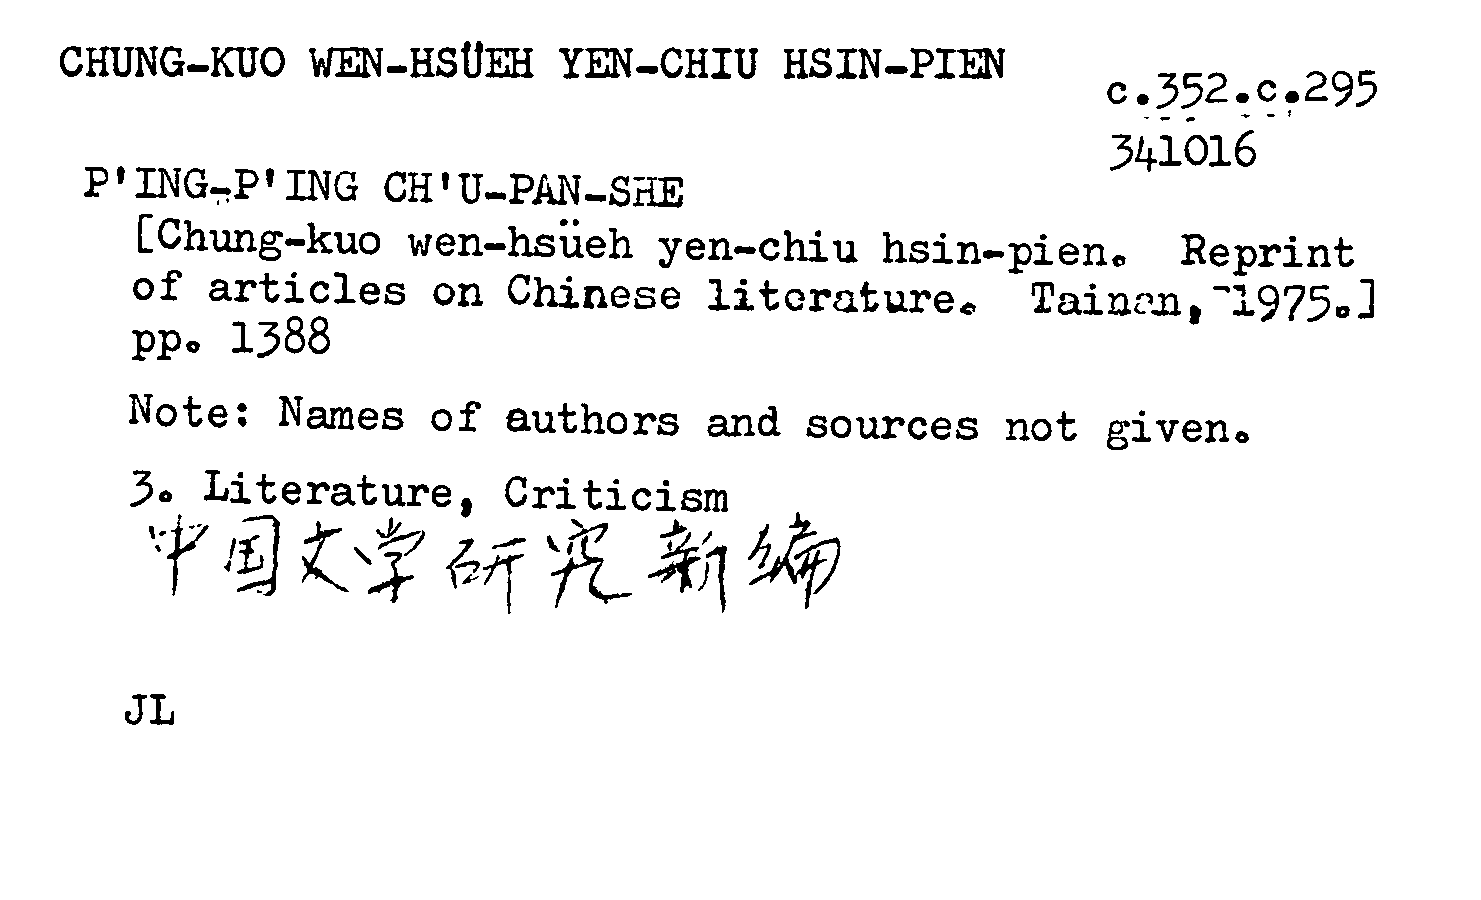 CHUNG-KUO WEN-HSÜEH YEN-CHIU HSIN-PIEN
c.352.c.295
341016
P'ING-P'ING CH'U-PAN-SHE
[Chung-kuo wen-hsüeh yen-chiu hsin-pien. Reprint
of articles on Chinese literature. Tainan, 1975.]
pp. 1388
Note: Names of authors and sources not given.
3. Literature, Criticism
中国文学研究新编
JL